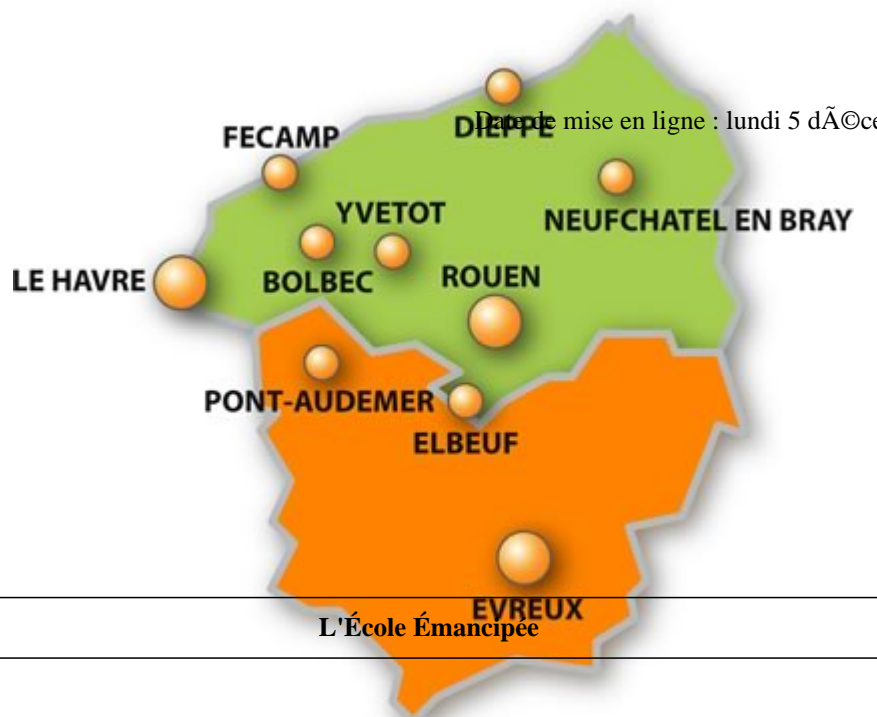 DIEPPE
Date de mise en ligne : lundi 5 dÃ©ce
FECAMP
YVETOT
NEUFCHATEL EN BRAY
LE HAVRE
BOLBEC
ROUEN
PONT-AUDEMER
ELBEUF
EVREUX
L'École Émancipée